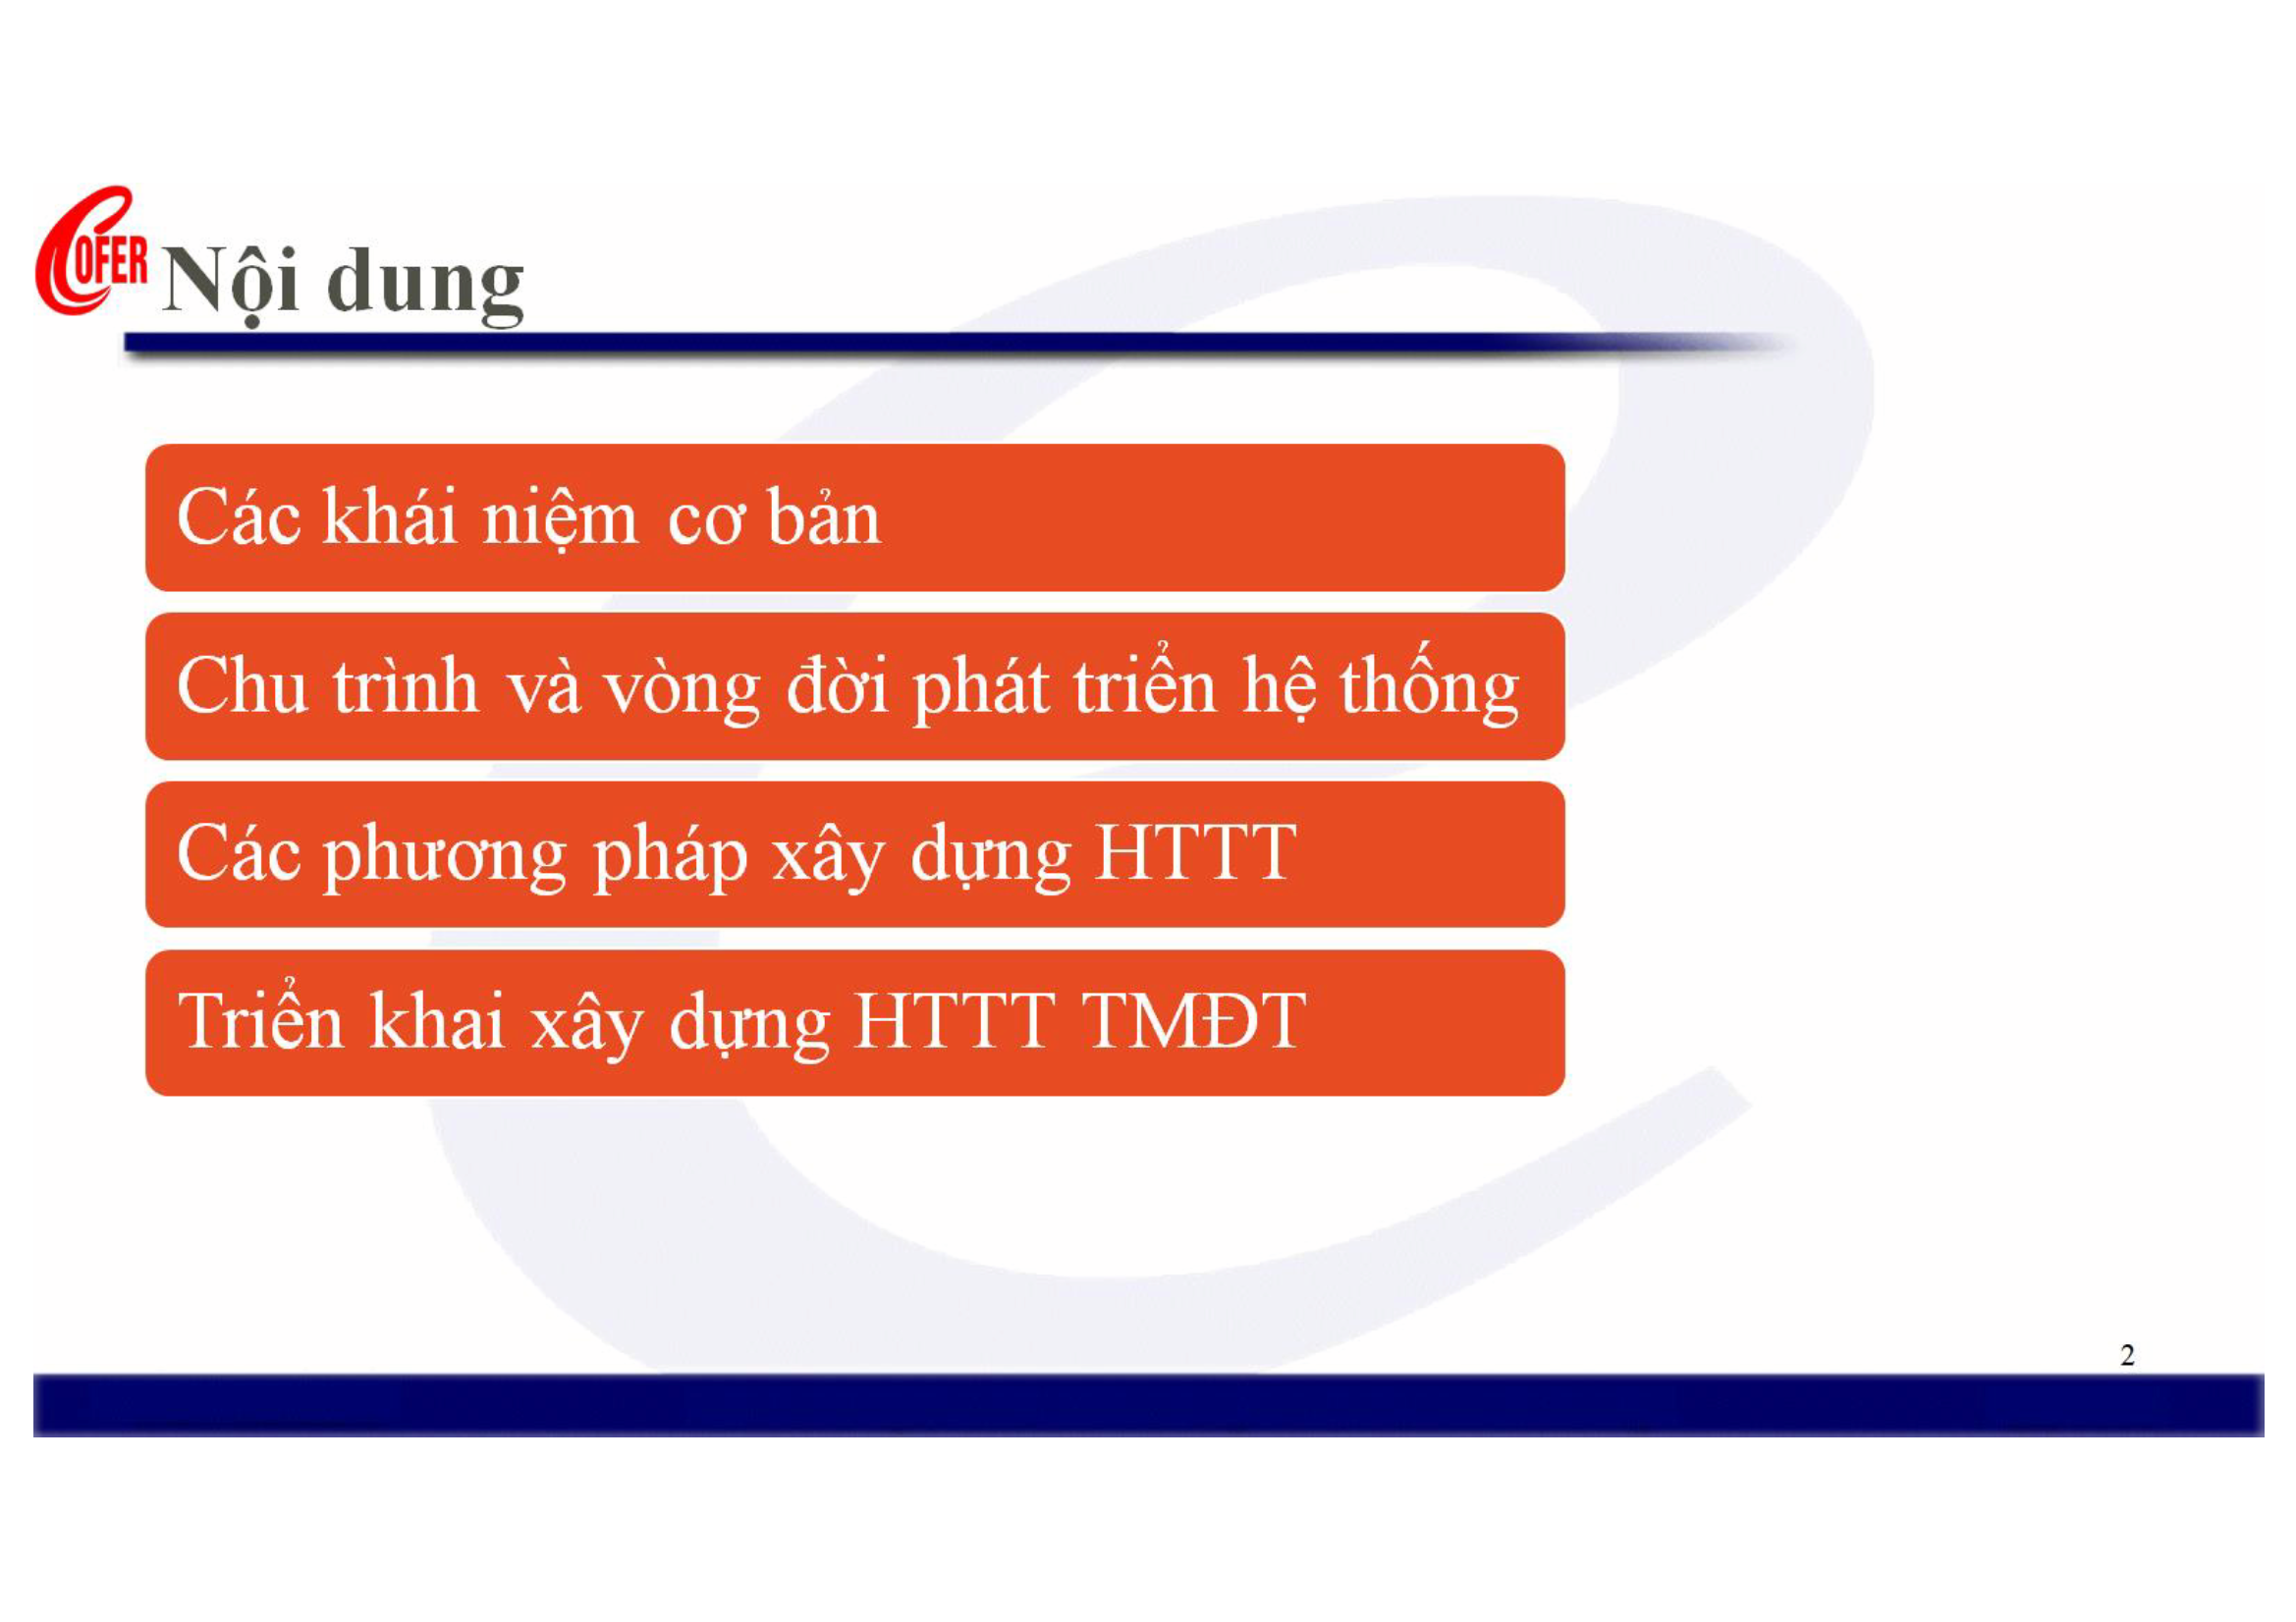 COFER
Nội dung
Các khái niệm cơ bản
Chu trình và vòng đời phát triển hệ thống
Các phương pháp xây dựng HTTT
Triển khai xây dựng HTTT TMĐT
2